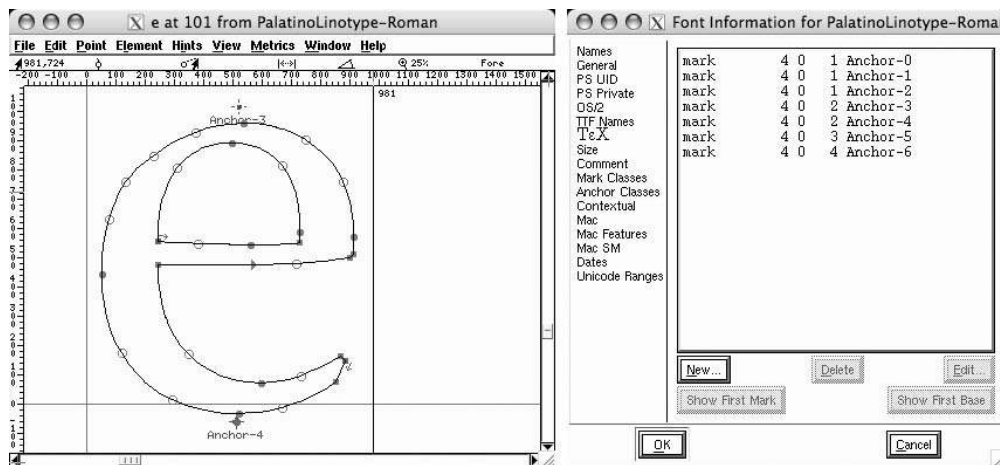 X e at 101 from PalatinoLinotype-Roman
File Edit Point Element Hints View Metrics Window Help
981,724 25% Fore
-200 -100 0 100 200 300 400 500 600 700 800 900 1000 1100 1200 1300 1400 1500
981
Anchor-3
Anchor-4
X Font Information for PalatinoLinotype-Roma
Names
General
PS UID
PS Private
OS/2
TTF Names
TεX
Size
Comment
Mark Classes
Anchor Classes
Contextual
Mac
Mac Features
Mac SM
Dates
Unicode Ranges
mark 4 0 1 Anchor-0
mark 4 0 1 Anchor-1
mark 4 0 1 Anchor-2
mark 4 0 2 Anchor-3
mark 4 0 2 Anchor-4
mark 4 0 3 Anchor-5
mark 4 0 4 Anchor-6
New... Delete Edit...
Show First Mark Show First Base
OK Cancel